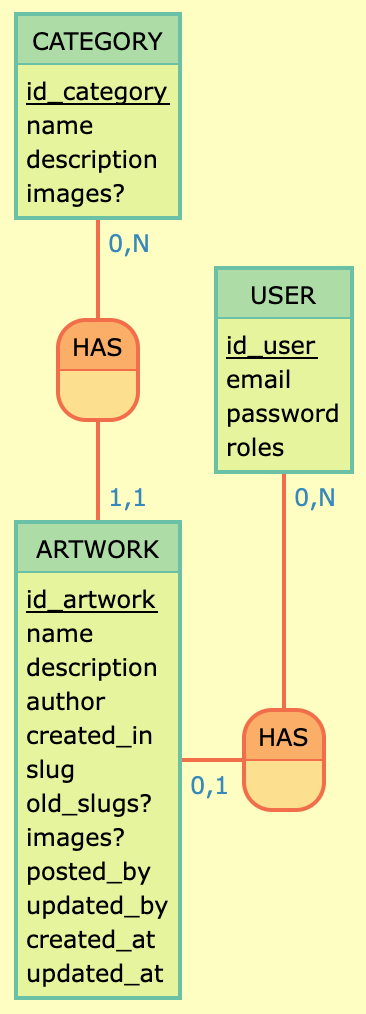 CATEGORY
id_category
name
description
images?
0,N
HAS
1,1
USER
id_user
email
password
roles
0,N
ARTWORK
id_artwork
name
description
author
created_in
slug
old_slugs?
images?
posted_by
updated_by
created_at
updated_at
HAS
0,1